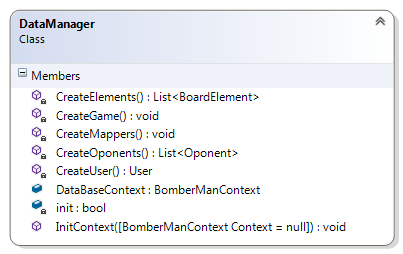 DataManager
Class
Members
CreateElements() : List<BoardElement>
CreateGame() : void
CreateMappers() : void
CreateOponents() : List<Oponent>
CreateUser() : User
DataBaseContext : BomberManContext
init : bool
InitContext([BomberManContext Context = null]) : void